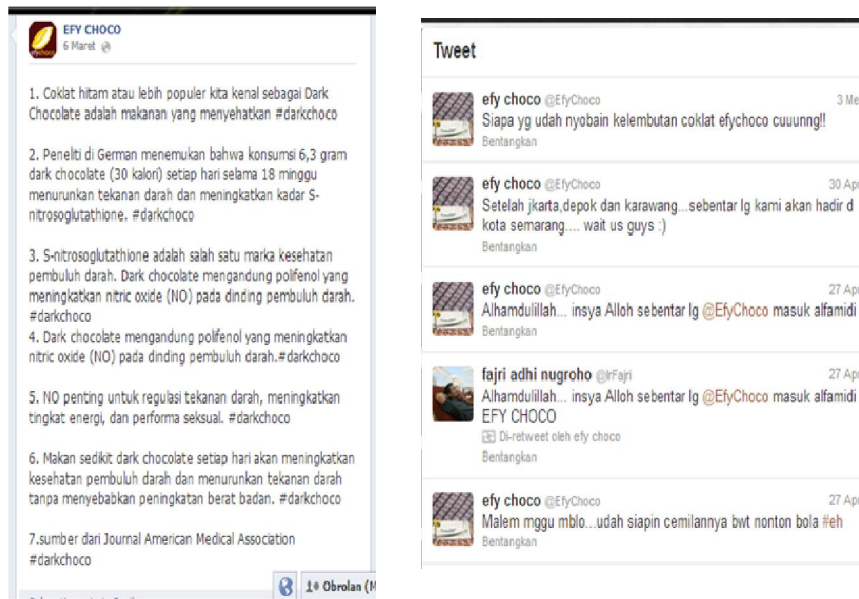 EFY CHOCO
6 Maret
1. Coklat hitam atau lebih populer kita kenal sebagai Dark
Chocolate adalah makanan yang menyehatkan #darkchoco
2. Peneliti di German menemukan bahwa konsumsi 6,3 gram
dark chocolate (30 kalori) setiap hari selama 18 minggu
menurunkan tekanan darah dan meningkatkan kadar S-
nitrosoglutathione. #darkchoco
3. S-nitrosoglutathione adalah salah satu marka kesehatan
pembuluh darah. Dark chocolate mengandung polifenol yang
meningkatkan nitric oxide (NO) pada dinding pembuluh darah.
#darkchoco
4. Dark chocolate mengandung polifenol yang meningkatkan
nitric oxide (NO) pada dinding pembuluh darah.#darkchoco
5. NO penting untuk regulasi tekanan darah, meningkatkan
tingkat energi, dan performa seksual. #darkchoco
6. Makan sedikit dark chocolate setiap hari akan meningkatkan
kesehatan pembuluh darah dan menurunkan tekanan darah
tanpa menyebabkan peningkatan berat badan. #darkchoco
7.sumber dari Journal American Medical Association
#darkchoco
Obrolan (M
Tweet
efy choco @EfyChoco 3 Me
Siapa yg udah nyobain kelembutan coklat efychoco cuuunng!!
Bentangkan
efy choco @EfyChoco 30 Apr
Setelah jkarta,depok dan karawang...sebentar lg kami akan hadir d
kota semarang.... wait us guys :)
Bentangkan
efy choco @EfyChoco 27 Apr
Alhamdulillah... insya Alloh sebentar lg @EfyChoco masuk alfamidi
Bentangkan
fajri adhi nugroho @IrFajri 27 Apr
Alhamdulillah... insya Alloh sebentar lg @EfyChoco masuk alfamidi
EFY CHOCO
Di-retweet oleh efy choco
Bentangkan
efy choco @EfyChoco 27 Apr
Malem mggu mblo...udah siapin cemilannya bwt nonton bola #eh
Bentangkan